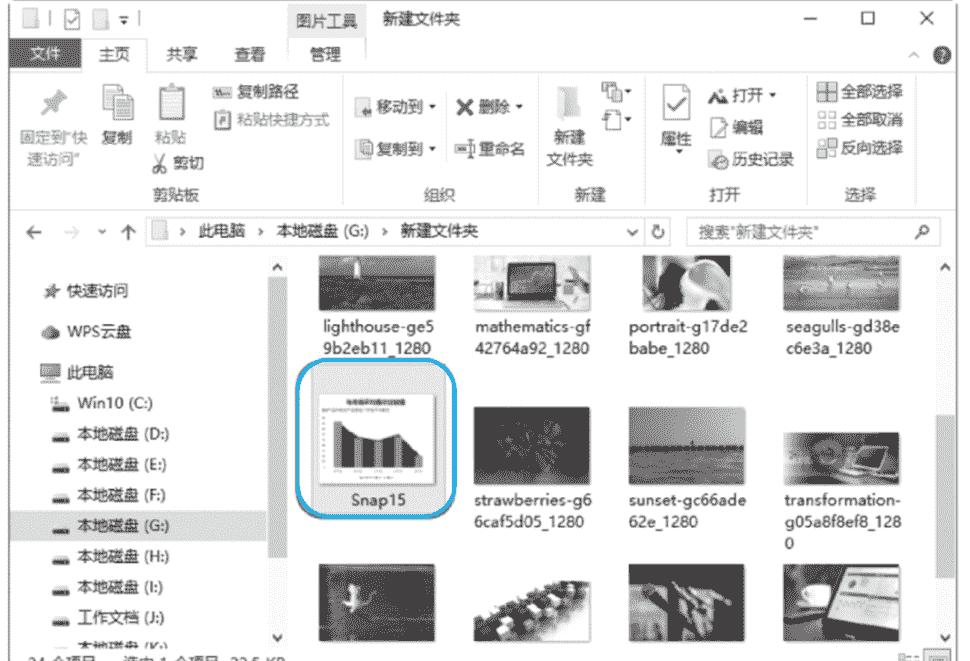 图片工具 新建文件夹
文件 主页 共享 查看 管理
固定到"快速访问"
复制
粘贴
复制路径
粘贴快捷方式
剪切
剪贴板
移动到
复制到
删除
重命名
组织
新建
文件夹
新建
属性
打开
编辑
历史记录
打开
全部选择
全部取消
反向选择
选择
此电脑 本地磁盘 (G:) 新建文件夹
搜索"新建文件夹"
快速访问
WPS云盘
此电脑
Win10 (C:)
本地磁盘 (D:)
本地磁盘 (E:)
本地磁盘 (F:)
本地磁盘 (G:)
本地磁盘 (H:)
本地磁盘 (I:)
工作文档 (J:)
本地磁盘 (K:)
lighthouse-ge5
9b2eb11_1280
mathematics-gf
42764a92_1280
portrait-g17de2
babe_1280
seagulls-gd38e
c6e3a_1280
Snap15
strawberries-g6
6caf5d05_1280
sunset-gc66ade
62e_1280
transformation-
g05a8f8ef8_128
0